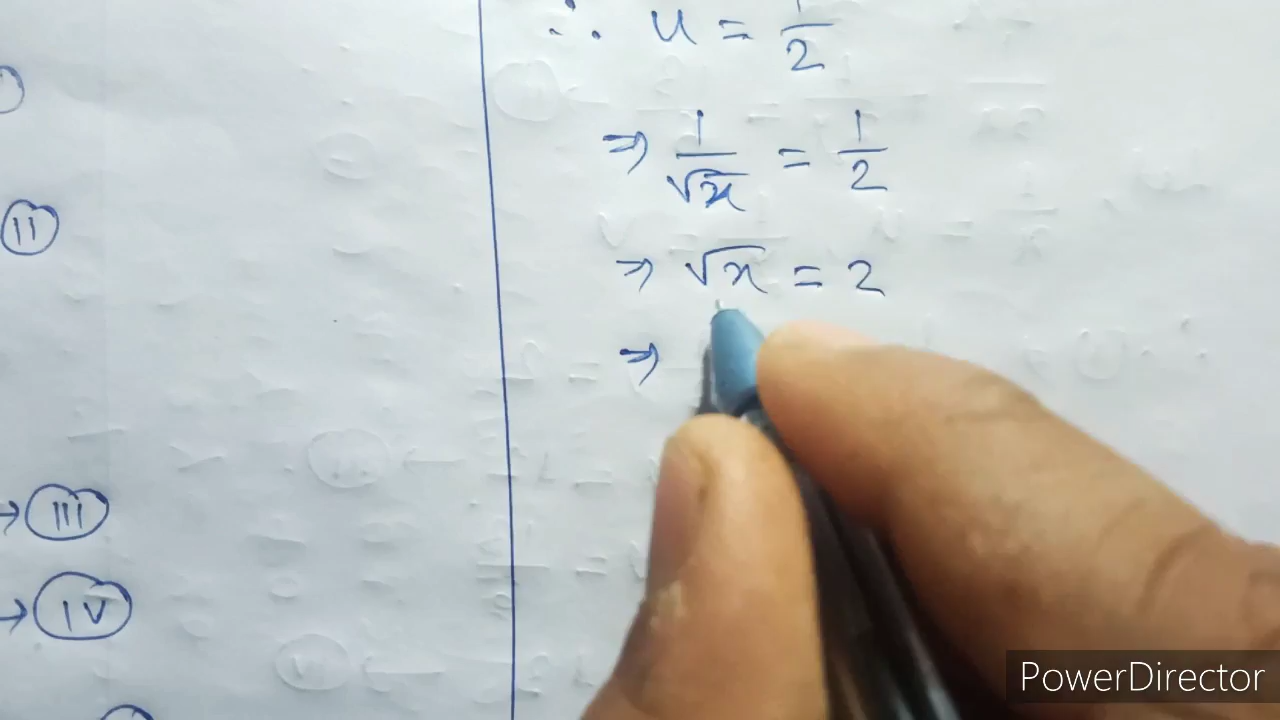 II
→ III
→ IV
∴ u = 1/2
⇒ 1/√x = 1/2
⇒ √x = 2
⇒
PowerDirector